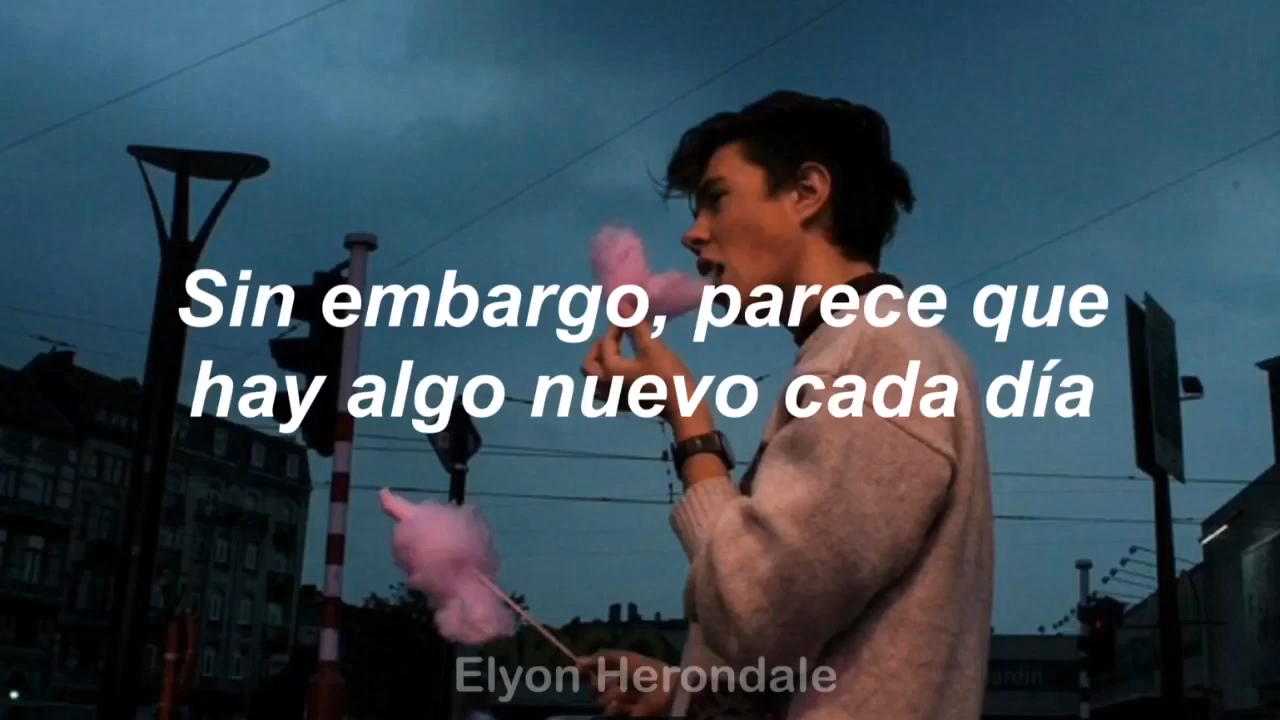 Sin embargo, parece que
hay algo nuevo cada día
Elyon Herondale